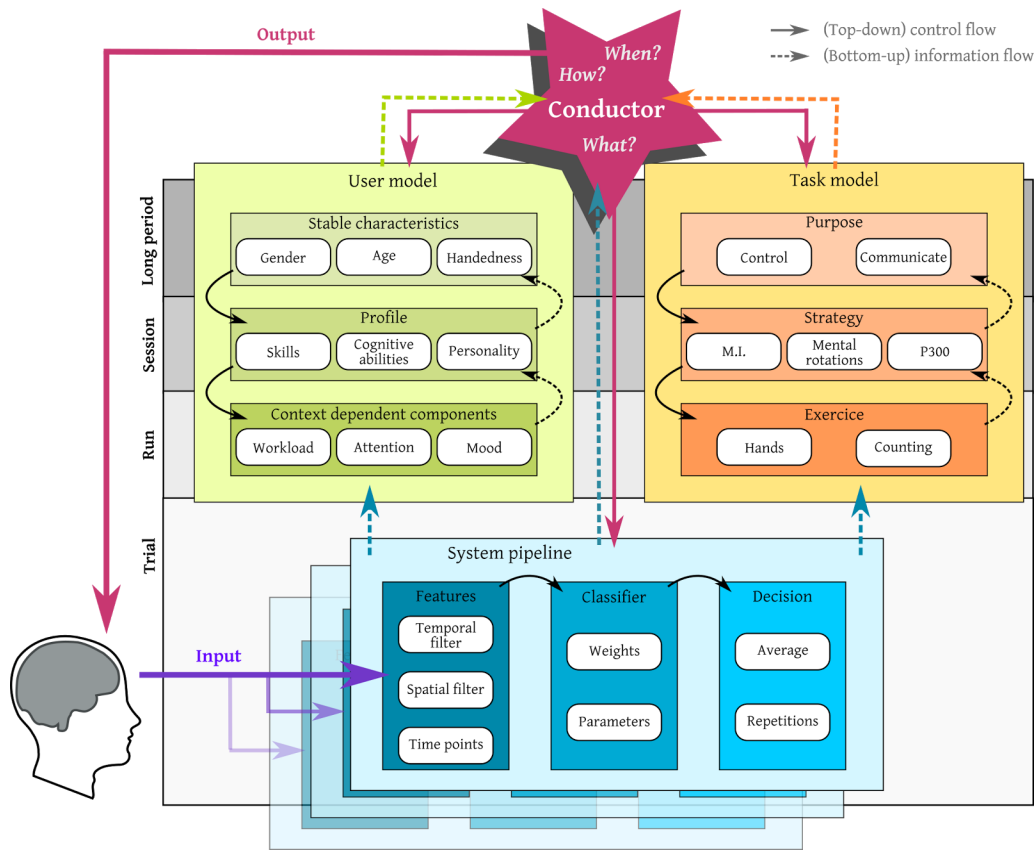 Output
When?
How?
Conductor
What?
(Top-down) control flow
(Bottom-up) information flow
Long period
Session
Run
Trial
User model
Stable characteristics
Gender
Age
Handedness
Profile
Skills
Cognitive
abilities
Personality
Context dependent components
Workload
Attention
Mood
Task model
Purpose
Control
Communicate
Strategy
M.I.
Mental
rotations
P300
Exercice
Hands
Counting
System pipeline
Features
Temporal
filter
Spatial filter
Time points
Classifier
Weights
Parameters
Decision
Average
Repetitions
Input